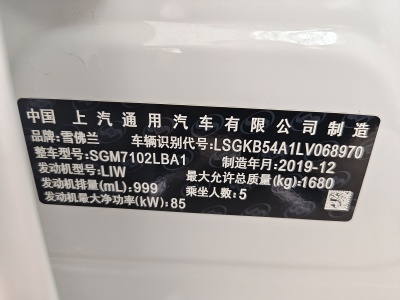 中国 上汽通用汽车有限公司制造
品牌:雪佛兰 车辆识别代号:LSGKB54A1LV068970
整车型号:SGM7102LBA1 制造年月:2019-12
发动机型号:LIW 最大允许总质量(kg):1680
发动机排量(mL):999 乘坐人数:5
发动机最大净功率(kW):85